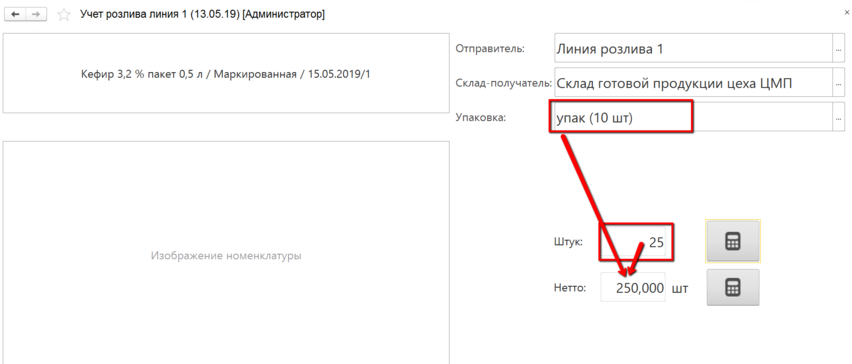 Учет розлива линия 1 (13.05.19) [Администратор]
Кефир 3,2 % пакет 0,5 л / Маркированная / 15.05.2019/1
Отправитель: Линия розлива 1 ...
Склад-получатель: Склад готовой продукции цеха ЦМП ...
Упаковка: упак (10 шт) ...
Изображение номенклатуры
Штук: 25
Нетто: 250,000 шт